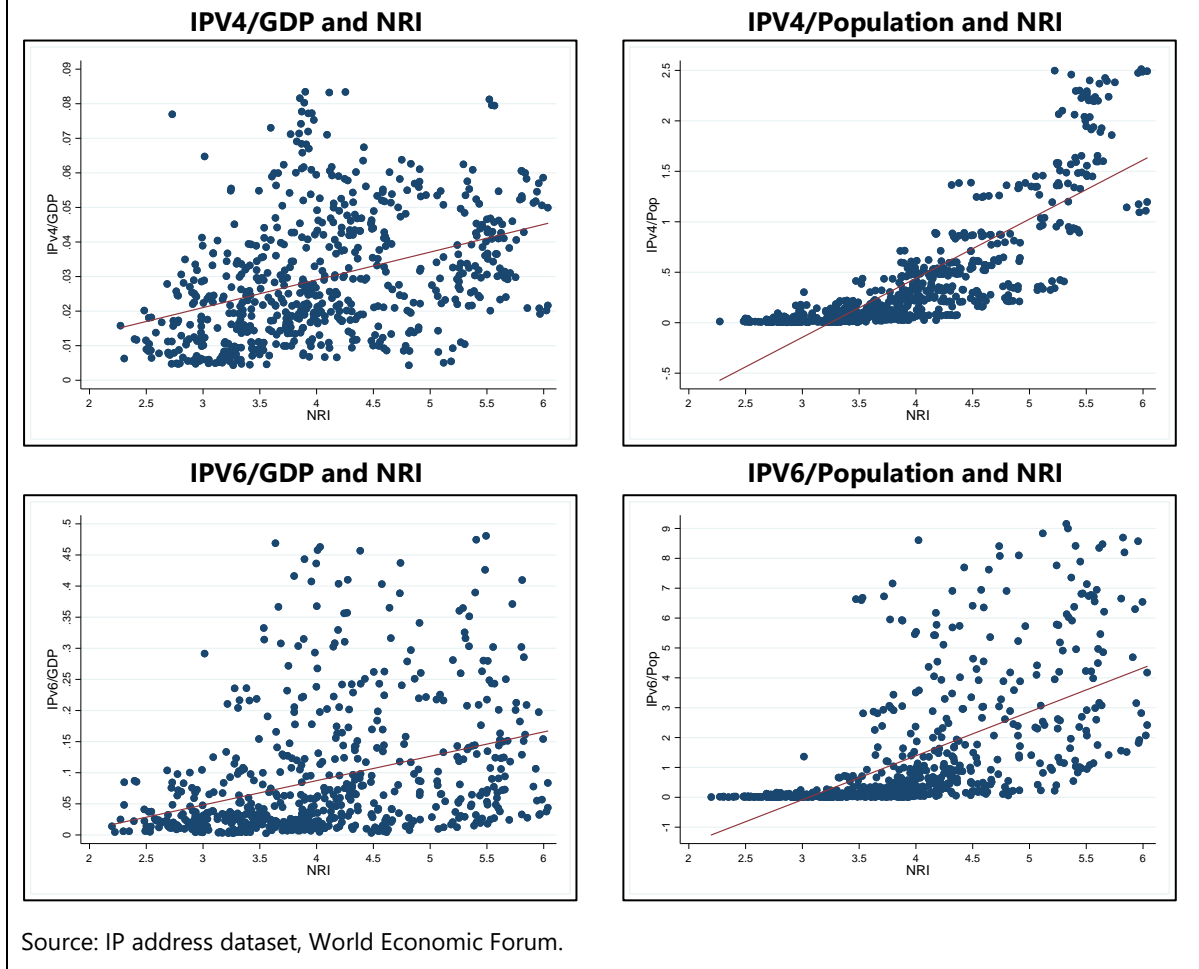 IPV4/GDP and NRI
IPv4/GDP
.09
.08
.07
.06
.05
.04
.03
.02
.01
0
2 2.5 3 3.5 4 4.5 5 5.5 6
NRI
IPV4/Population and NRI
IPv4/Pop
2.5
2
1.5
1
.5
0
-.5
2 2.5 3 3.5 4 4.5 5 5.5 6
NRI
IPV6/GDP and NRI
IPv6/GDP
.5
.45
.4
.35
.3
.25
.2
.15
.1
.05
0
2 2.5 3 3.5 4 4.5 5 5.5 6
NRI
IPV6/Population and NRI
IPv6/Pop
9
8
7
6
5
4
3
2
1
0
-1
2 2.5 3 3.5 4 4.5 5 5.5 6
NRI
Source: IP address dataset, World Economic Forum.